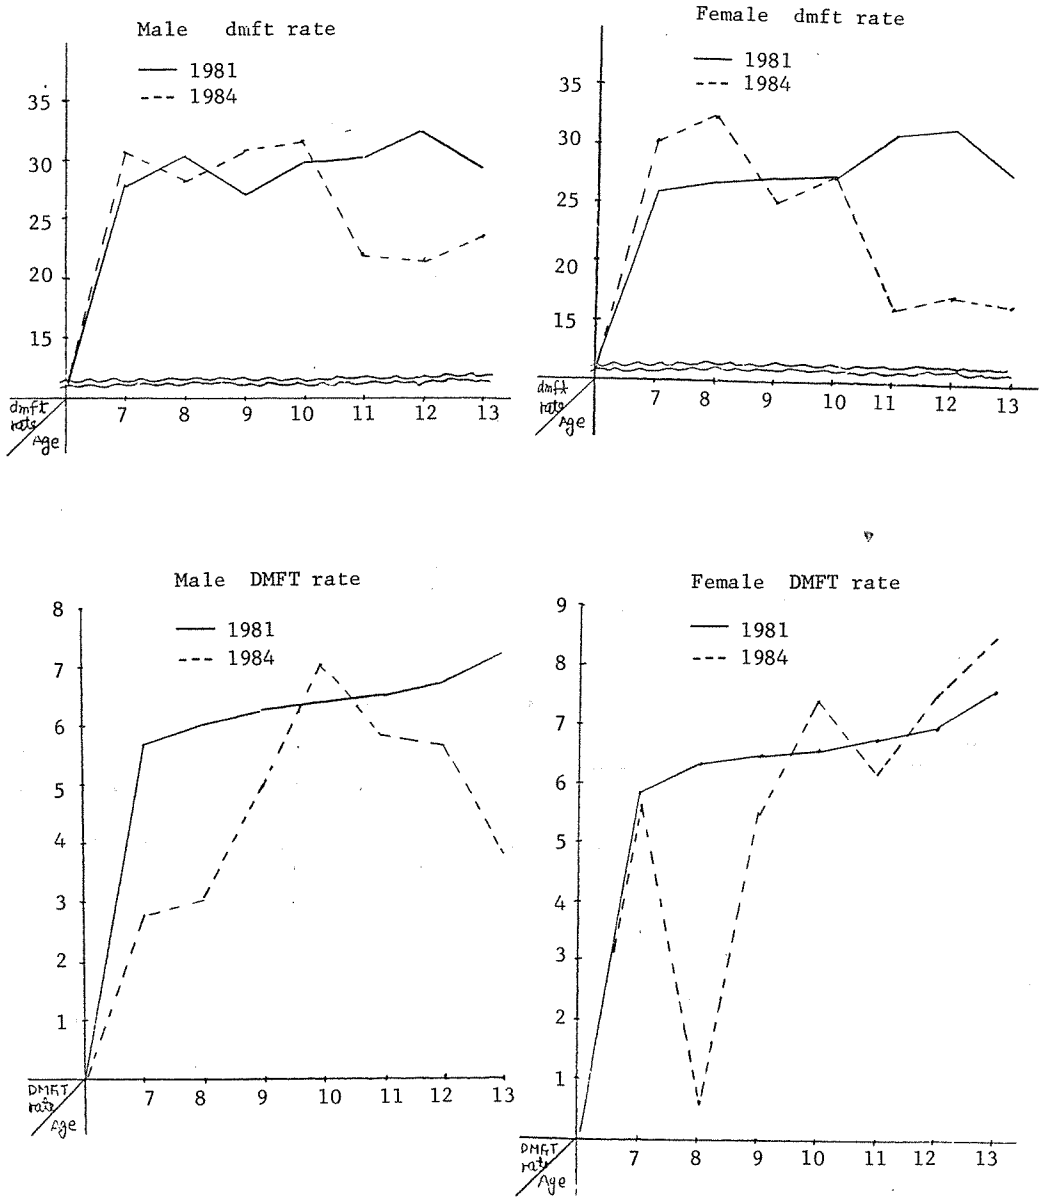 Male dmft rate
1981
1984
35
30
25
20
15
dmft
rate
Age
7 8 9 10 11 12 13
Female dmft rate
1981
1984
35
30
25
20
15
dmft
rate
Age
7 8 9 10 11 12 13
Male DMFT rate
1981
1984
8
7
6
5
4
3
2
1
DMFT
rate
Age
7 8 9 10 11 12 13
Female DMFT rate
1981
1984
9
8
7
6
5
4
3
2
1
DMFT
rate
Age
7 8 9 10 11 12 13